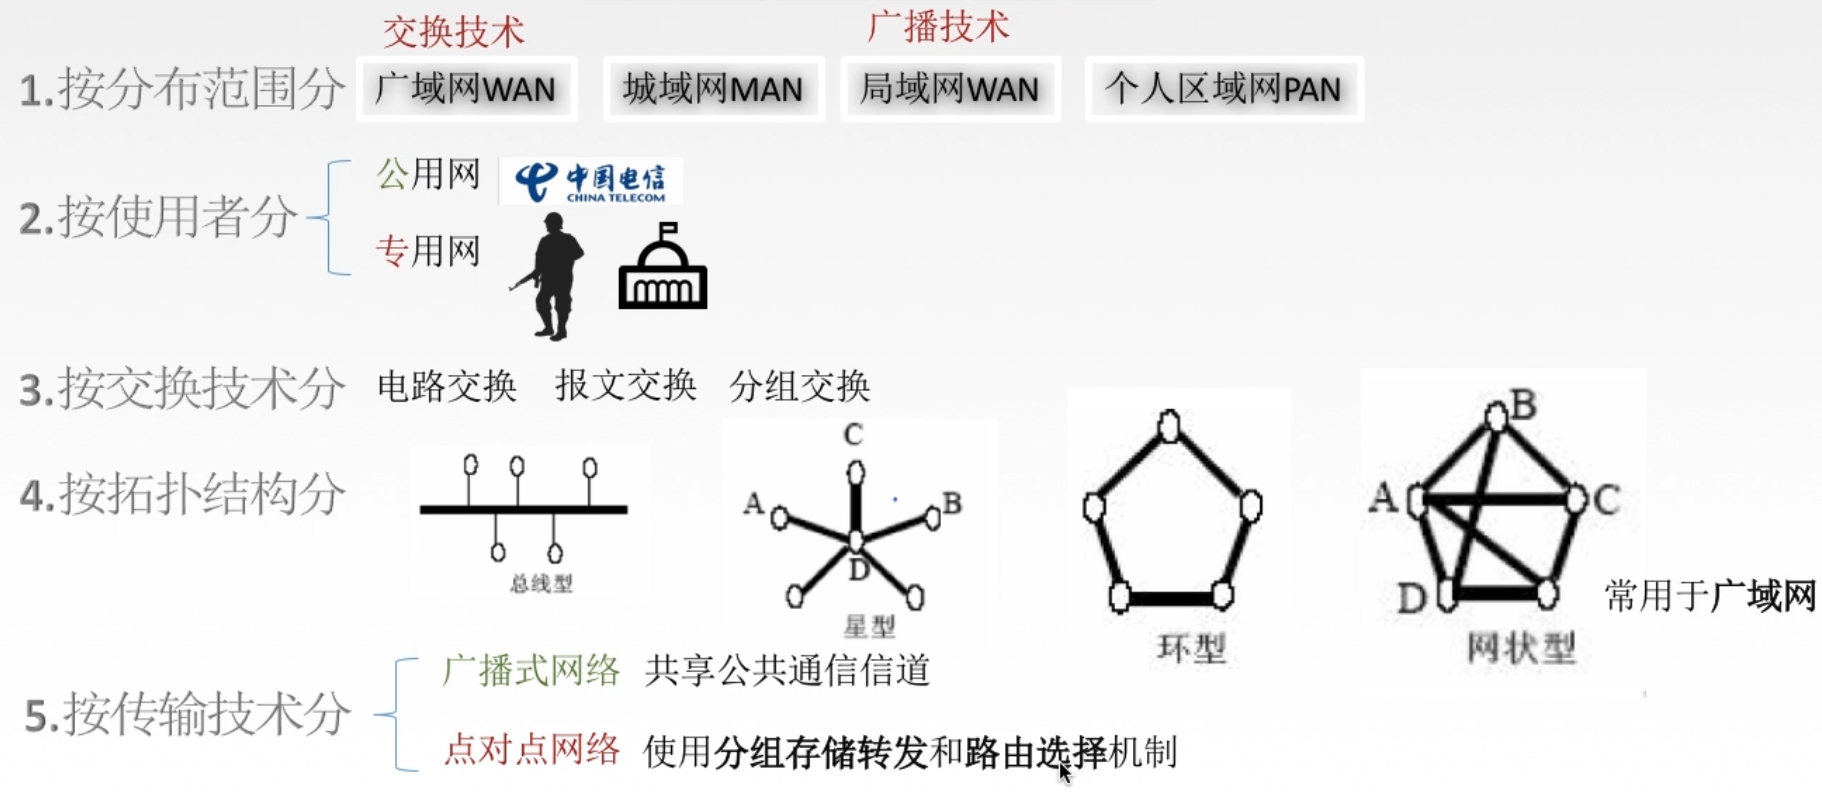 交换技术 广播技术
1.按分布范围分 广域网WAN 城域网MAN 局域网WAN 个人区域网PAN
2.按使用者分
公用网 中国电信
CHINA TELECOM
专用网
3.按交换技术分 电路交换 报文交换 分组交换
4.按拓扑结构分
总线型
C
A B
D
星型
环型
B
A C
D
网状型
常用于广域网
5.按传输技术分
广播式网络 共享公共通信信道
点对点网络 使用分组存储转发和路由选择机制